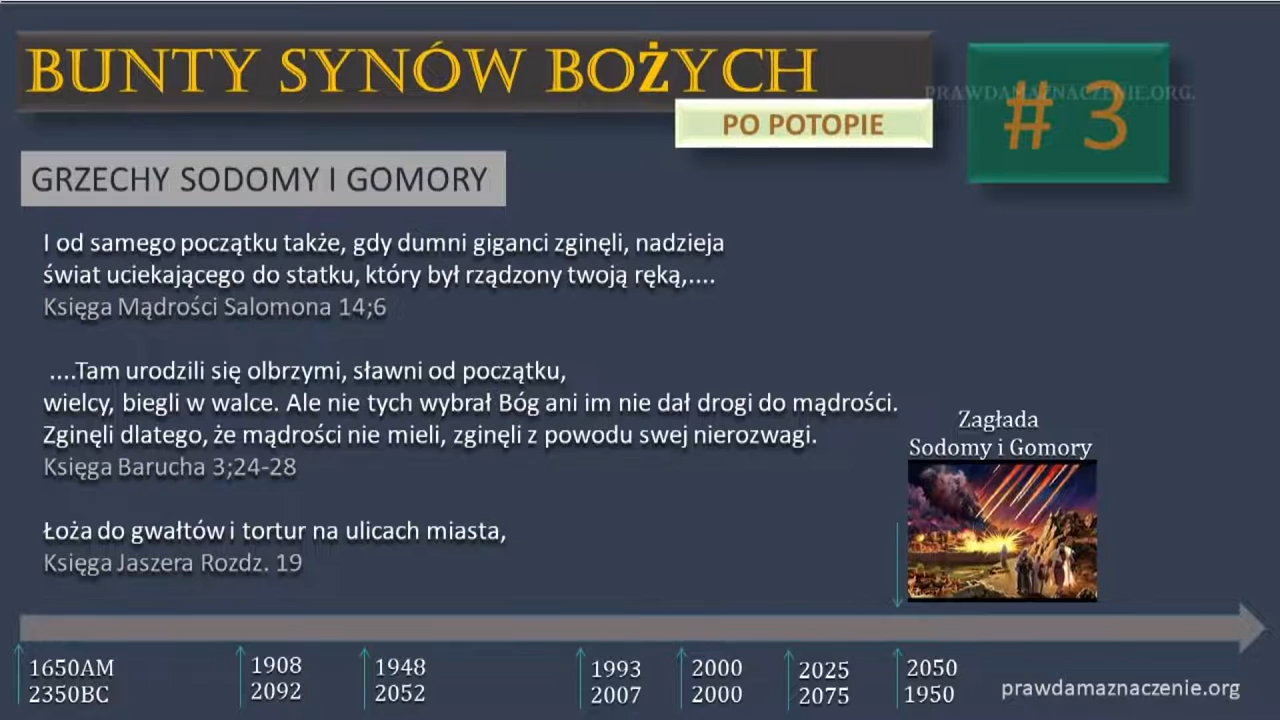 BUNTY SYNÓW BOŻYCH
PRAWDAMAZNACZENIE.ORG.
# 3
PO POTOPIE
GRZECHY SODOMY I GOMORY
I od samego początku także, gdy dumni giganci zginęli, nadzieja
świat uciekającego do statku, który był rządzony twoją ręką,....
Księga Mądrości Salomona 14;6
....Tam urodzili się olbrzymi, sławni od początku,
wielcy, biegli w walce. Ale nie tych wybrał Bóg ani im nie dał drogi do mądrości.
Zginęli dlatego, że mądrości nie mieli, zginęli z powodu swej nierozwagi.
Księga Barucha 3;24-28
Zagłada
Sodomy i Gomory
Łoża do gwałtów i tortur na ulicach miasta,
Księga Jaszera Rozdz. 19
1650AM 1908 1948 1993 2000 2025 2050
2350BC 2092 2052 2007 2000 2075 1950
prawdamaznaczenie.org